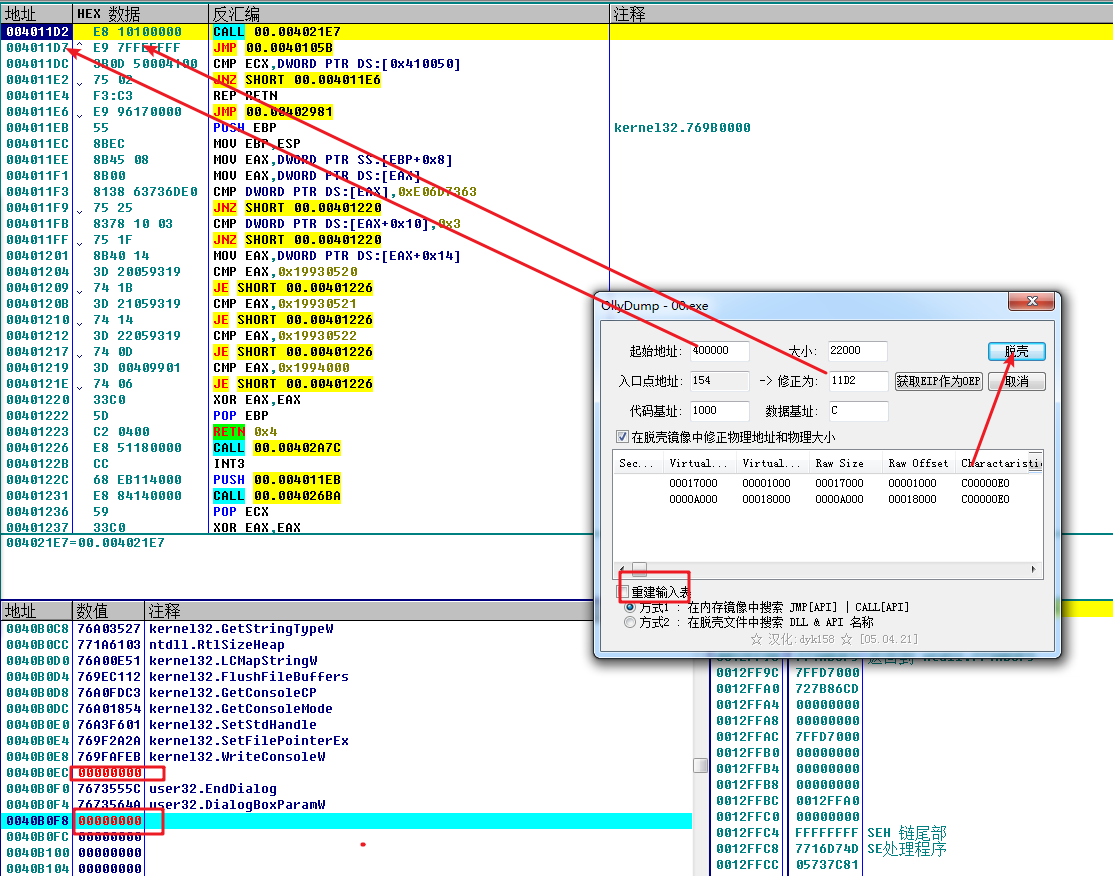 地址 HEX 数据 反汇编 注释
004011D2 E8 10100000 CALL 00.004021E7
004011D7 ^ E9 7FFEFFFF JMP 00.0040105B
004011DC 3B0D 50004100 CMP ECX,DWORD PTR DS:[0x410050]
004011E2 75 02 JNZ SHORT 00.004011E6
004011E4 F3:C3 REP RETN
004011E6 E9 96170000 JMP 00.00402981
004011EB 55 PUSH EBP kernel32.769B0000
004011EC 8BEC MOV EBP,ESP
004011EE 8B45 08 MOV EAX,DWORD PTR SS:[EBP+0x8]
004011F1 8B00 MOV EAX,DWORD PTR DS:[EAX]
004011F3 8138 63736DE0 CMP DWORD PTR DS:[EAX],0xE06D7363
004011F9 75 25 JNZ SHORT 00.00401220
004011FB 8378 10 03 CMP DWORD PTR DS:[EAX+0x10],0x3
004011FF 75 1F JNZ SHORT 00.00401220
00401201 8B40 14 MOV EAX,DWORD PTR DS:[EAX+0x14]
00401204 3D 20059319 CMP EAX,0x19930520
00401209 74 1B JE SHORT 00.00401226
0040120B 3D 21059319 CMP EAX,0x19930521
00401210 74 14 JE SHORT 00.00401226
00401212 3D 22059319 CMP EAX,0x19930522
00401217 74 0D JE SHORT 00.00401226
00401219 3D 00409901 CMP EAX,0x1994000
0040121E 74 06 JE SHORT 00.00401226
00401220 33C0 XOR EAX,EAX
00401222 5D POP EBP
00401223 C2 0400 RETN 0x4
00401226 E8 51180000 CALL 00.00402A7C
0040122B CC INT3
0040122C 68 EB114000 PUSH 00.004011EB
00401231 E8 84140000 CALL 00.004026BA
00401236 59 POP ECX
00401237 33C0 XOR EAX,EAX
004021E7=00.004021E7
OllyDump - 00.exe
起始地址: 400000 大小: 22000 脱壳
入口点地址: 154 -> 修正为: 11D2 获取EIP作为OEP 取消
代码基址: 1000 数据基址: C
在脱壳镜像中修正物理地址和物理大小
Sec... Virtual... Virtual... Raw Size Raw Offset Charactaristi
00017000 00001000 00017000 00001000 C00000E0
0000A000 00018000 0000A000 00018000 C00000E0
重建输入表
方式1 : 在内存镜像中搜索 JMP[API] | CALL[API]
方式2 : 在脱壳文件中搜索 DLL & API 名称
☆ 汉化:dyk158 ☆ [05.04.21]
地址 数值 注释
0040B0C8 76A03527 kernel32.GetStringTypeW
0040B0CC 771A6103 ntdll.RtlSizeHeap
0040B0D0 76A00E51 kernel32.LCMapStringW
0040B0D4 769EC112 kernel32.FlushFileBuffers
0040B0D8 76A0FDC3 kernel32.GetConsoleCP
0040B0DC 76A01854 kernel32.GetConsoleMode
0040B0E0 76A3F601 kernel32.SetStdHandle
0040B0E4 769F2A2A kernel32.SetFilePointerEx
0040B0E8 769FAFEB kernel32.WriteConsoleW
0040B0EC 00000000
0040B0F0 7673555C user32.EndDialog
0040B0F4 7673564A user32.DialogBoxParamW
0040B0F8 00000000
0040B0FC 00000000
0040B100 00000000
0040B104 00000000
0012FF9C 7FFD7000
0012FFA0 727B86CD
0012FFA4 00000000
0012FFA8 00000000
0012FFAC 7FFD7000
0012FFB0 00000000
0012FFB4 00000000
0012FFB8 00000000
0012FFBC 0012FFA0
0012FFC0 00000000
0012FFC4 FFFFFFFF SEH 链尾部
0012FFC8 7716D74D SE处理程序
0012FFCC 05737C81